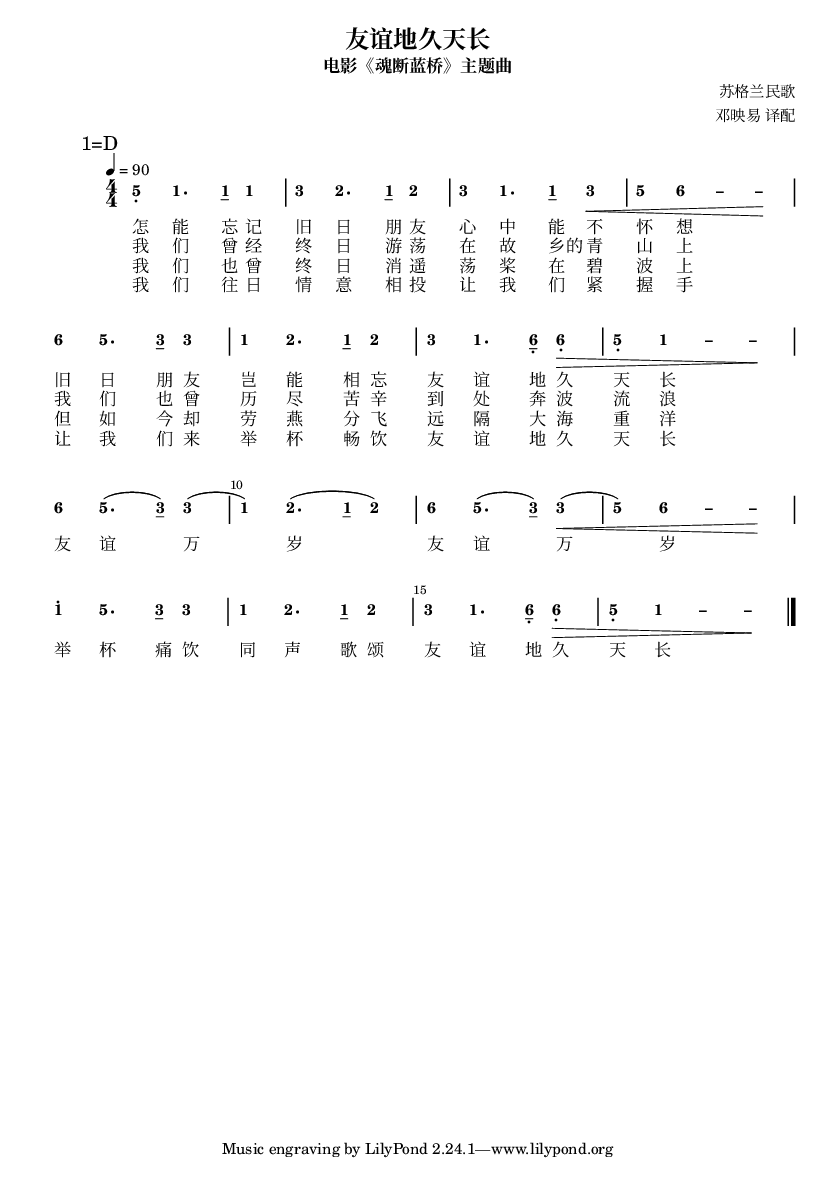 友谊地久天长
电影《魂断蓝桥》主题曲
苏格兰民歌
邓映易 译配
1=D
♩= 90
4/4 5̣ 1· 1 1 | 3 2· 1 2 | 3 1· 1 3 | 5 6 – – |
怎 能 忘 记 旧 日 朋 友 心 中 能 不 怀 想
我 们 曾 经 终 日 游 荡 在 故 乡的 青 山 上
我 们 也 曾 终 日 消 遥 荡 桨 在 碧 波 上
我 们 往 日 情 意 相 投 让 我 们 紧 握 手
6 5· 3 3 | 1 2· 1 2 | 3 1· 6̣ 6̣ | 5̣ 1 – – |
旧 日 朋 友 岂 能 相 忘 友 谊 地 久 天 长
我 们 也 曾 历 尽 苦 辛 到 处 奔 波 流 浪
但 如 今 却 劳 燕 分 飞 远 隔 大 海 重 洋
让 我 们 来 举 杯 畅 饮 友 谊 地 久 天 长
10
6 5· 3 3 | 1 2· 1 2 | 6 5· 3 3 | 5 6 – – |
友 谊 万 岁 友 谊 万 岁
15
1̇ 5· 3 3 | 1 2· 1 2 | 3 1· 6̣ 6̣ | 5̣ 1 – – ‖
举 杯 痛 饮 同 声 歌 颂 友 谊 地 久 天 长
Music engraving by LilyPond 2.24.1—www.lilypond.org